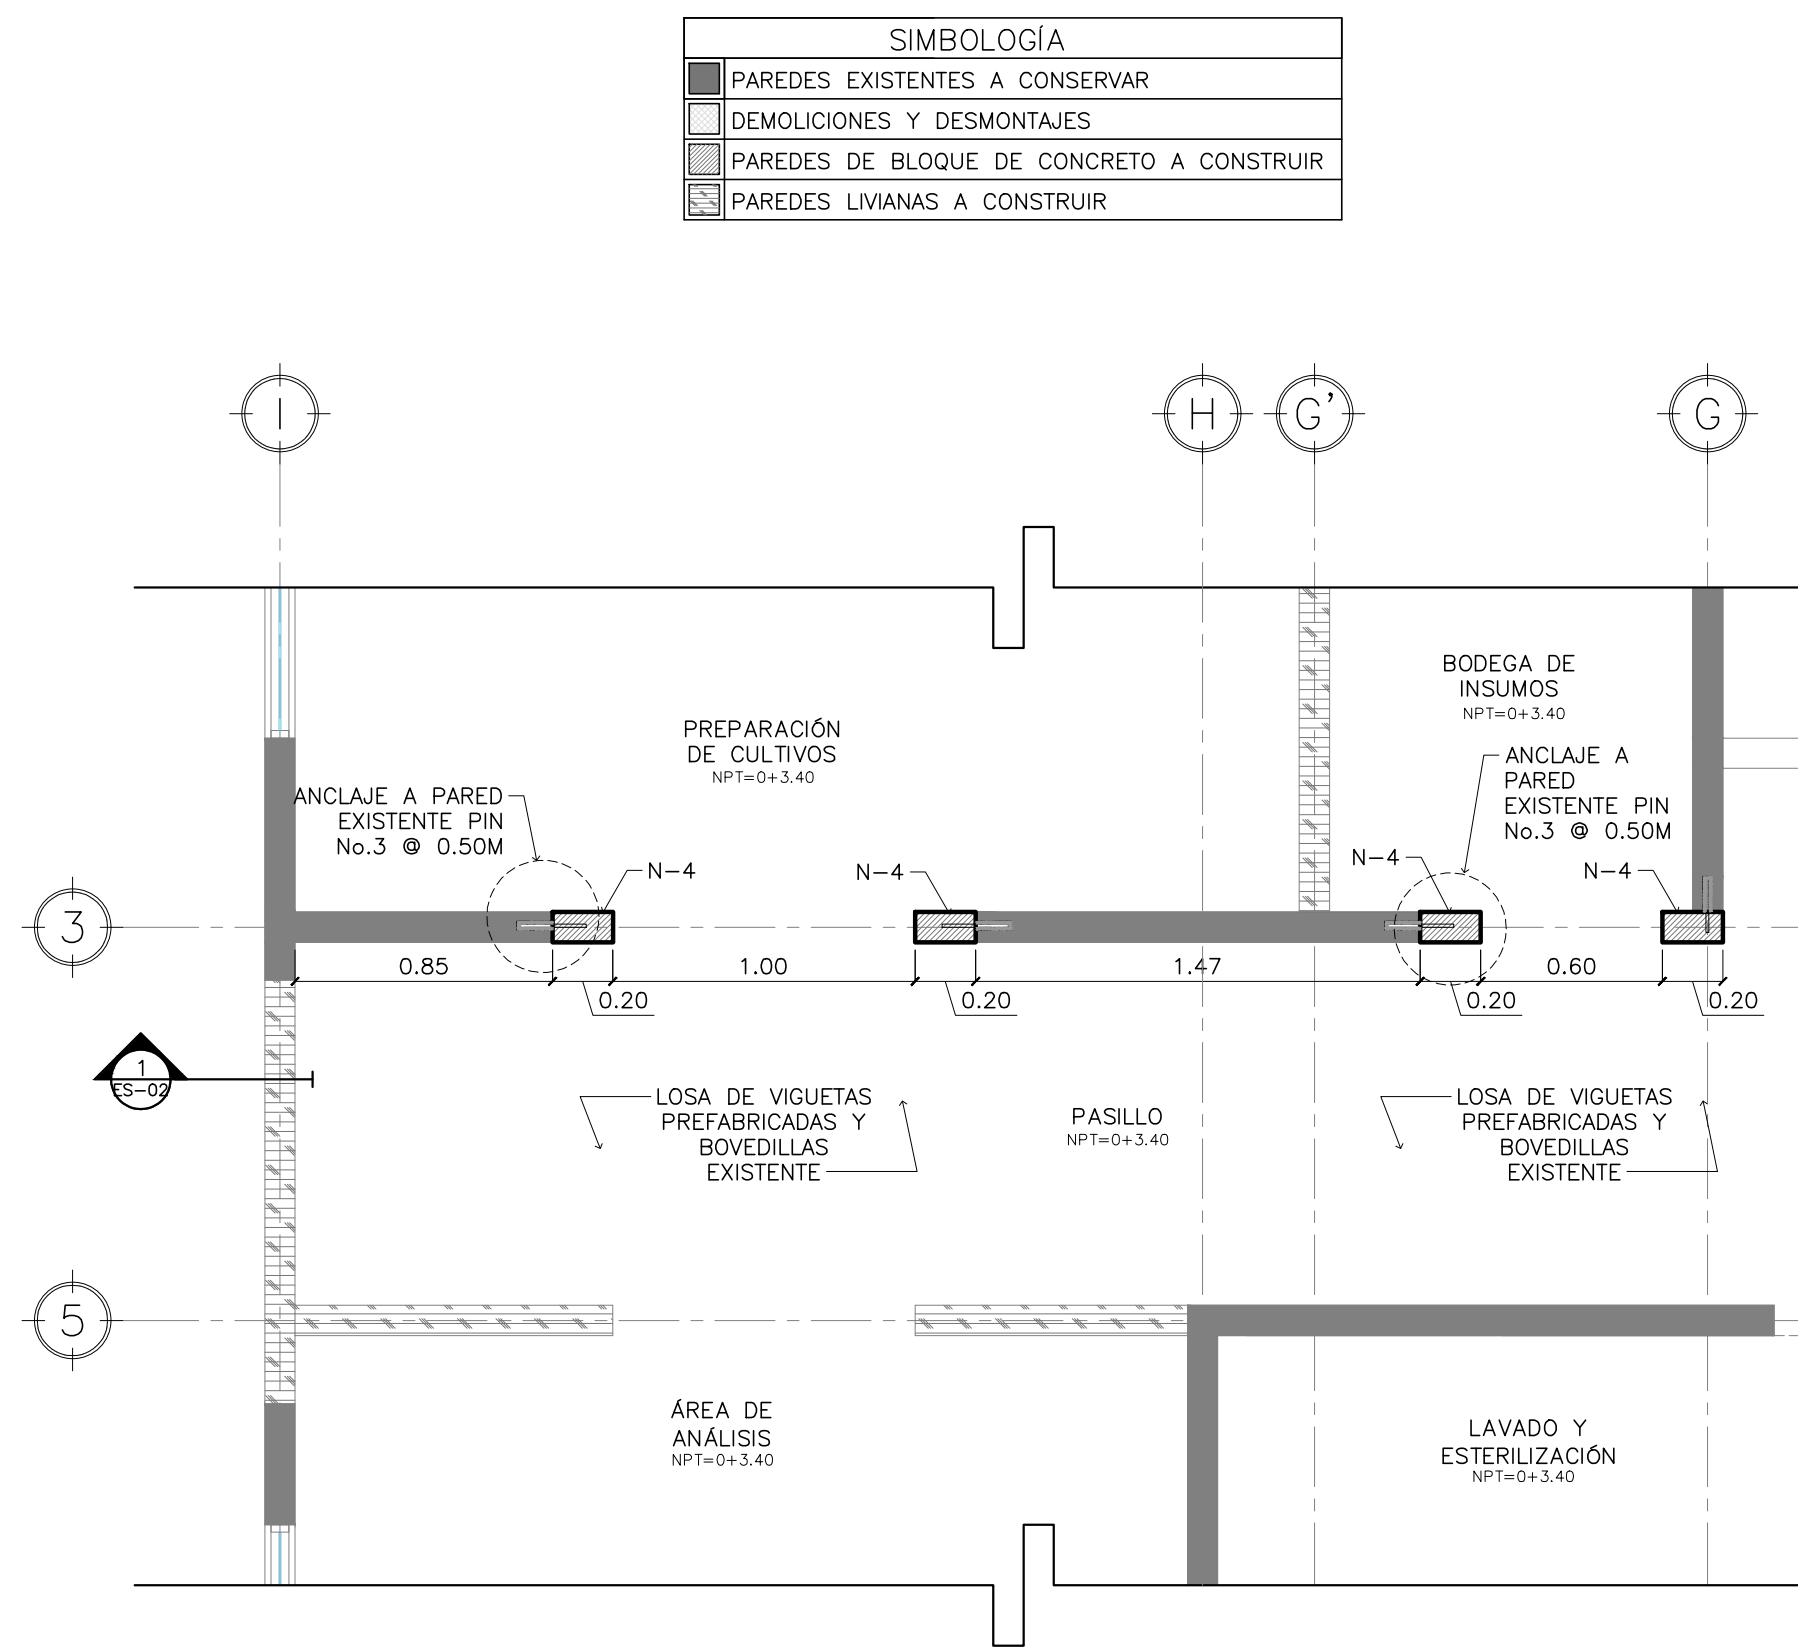 SIMBOLOGÍA
PAREDES EXISTENTES A CONSERVAR
DEMOLICIONES Y DESMONTAJES
PAREDES DE BLOQUE DE CONCRETO A CONSTRUIR
PAREDES LIVIANAS A CONSTRUIR
I
H
G'
G
BODEGA DE
INSUMOS
NPT=0+3.40
PREPARACIÓN
DE CULTIVOS
NPT=0+3.40
ANCLAJE A PARED
EXISTENTE PIN
No.3 @ 0.50M
ANCLAJE A
PARED
EXISTENTE PIN
No.3 @ 0.50M
N-4
N-4
N-4
N-4
3
0.85
1.00
1.47
0.60
0.20
0.20
0.20
0.20
1
ES-02
LOSA DE VIGUETAS
PREFABRICADAS Y
BOVEDILLAS
EXISTENTE
PASILLO
NPT=0+3.40
LOSA DE VIGUETAS
PREFABRICADAS Y
BOVEDILLAS
EXISTENTE
5
ÁREA DE
ANÁLISIS
NPT=0+3.40
LAVADO Y
ESTERILIZACIÓN
NPT=0+3.40